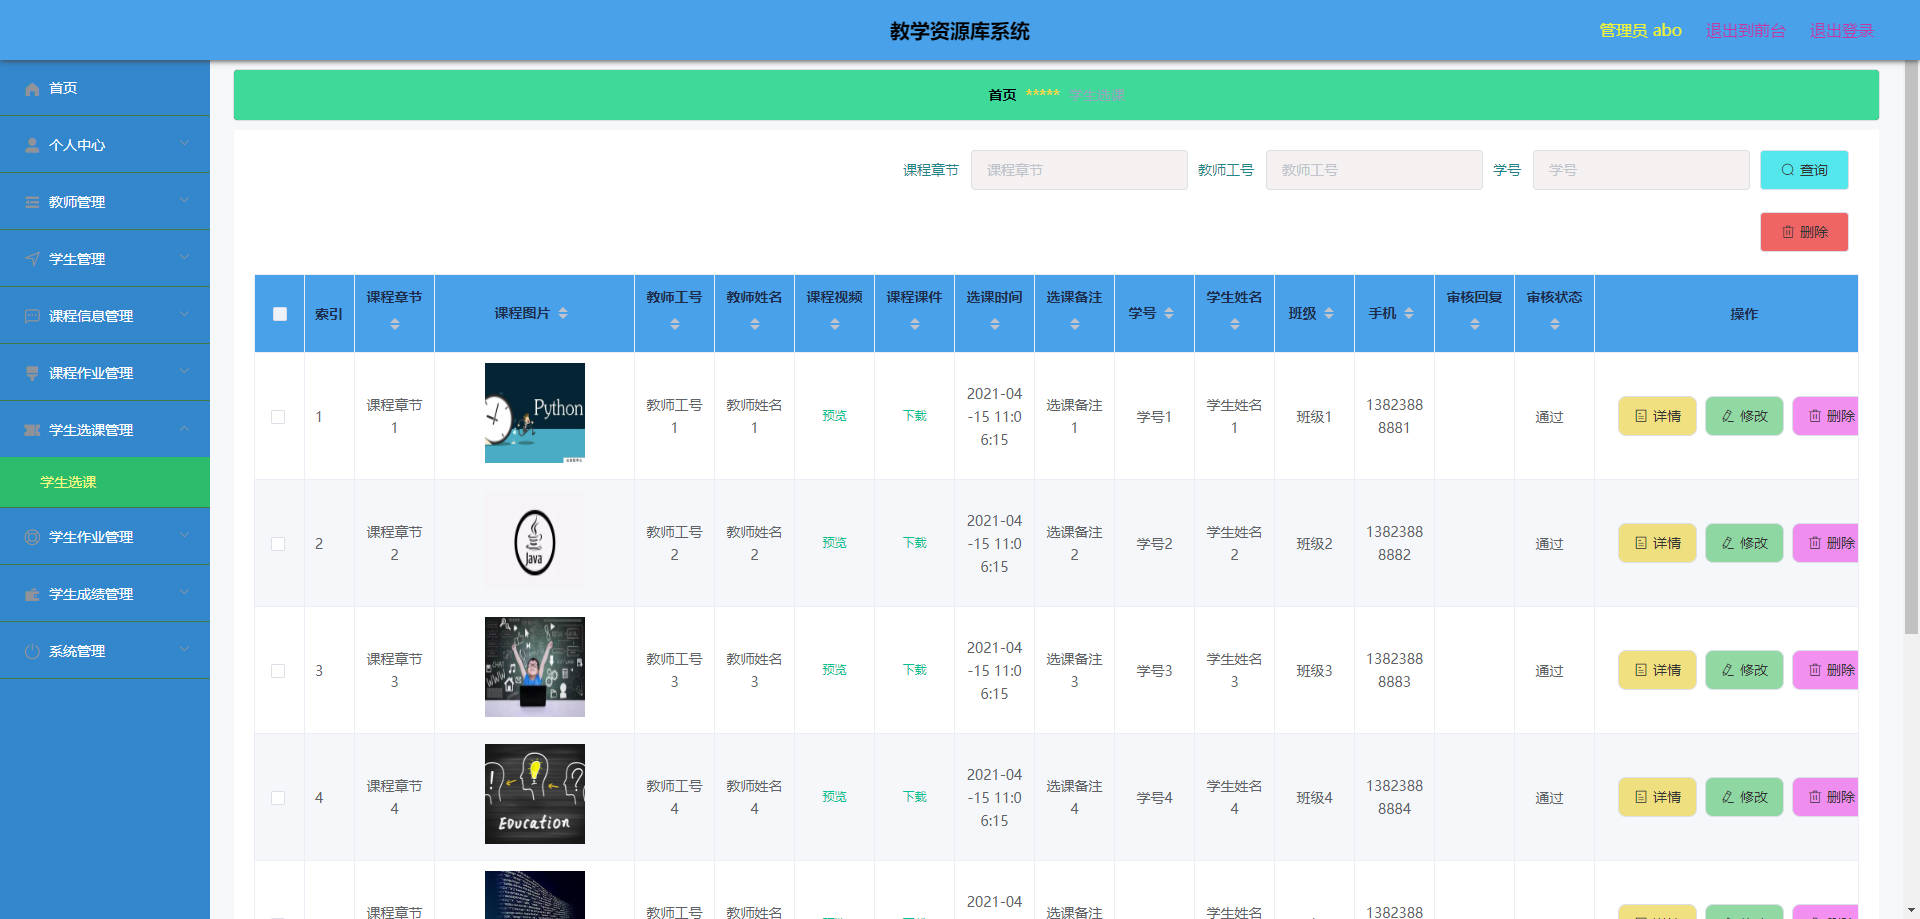 教学资源库系统
管理员 abo 退出到前台 退出登录
首页
个人中心
教师管理
学生管理
课程信息管理
课程作业管理
学生选课管理
学生选课
学生作业管理
学生成绩管理
系统管理
首页 ***** 学生选课
课程章节 课程章节 教师工号 教师工号 学号 学号 查询
删除
索引 课程章节 课程图片 教师工号 教师姓名 课程视频 课程课件 选课时间 选课备注 学号 学生姓名 班级 手机 审核回复 审核状态 操作
1 课程章节1 Python 教师工号1 教师姓名1 预览 下载 2021-04-15 11:06:15 选课备注1 学号1 学生姓名1 班级1 13823888881 通过 详情 修改 删除
2 课程章节2 Java 教师工号2 教师姓名2 预览 下载 2021-04-15 11:06:15 选课备注2 学号2 学生姓名2 班级2 13823888882 通过 详情 修改 删除
3 课程章节3 WWW 教师工号3 教师姓名3 预览 下载 2021-04-15 11:06:15 选课备注3 学号3 学生姓名3 班级3 13823888883 通过 详情 修改 删除
4 课程章节4 EDUCATION 教师工号4 教师姓名4 预览 下载 2021-04-15 11:06:15 选课备注4 学号4 学生姓名4 班级4 13823888884 通过 详情 修改 删除
课程章节 教师工号 教师姓名 2021-04 选课备注 学生姓名 1382388